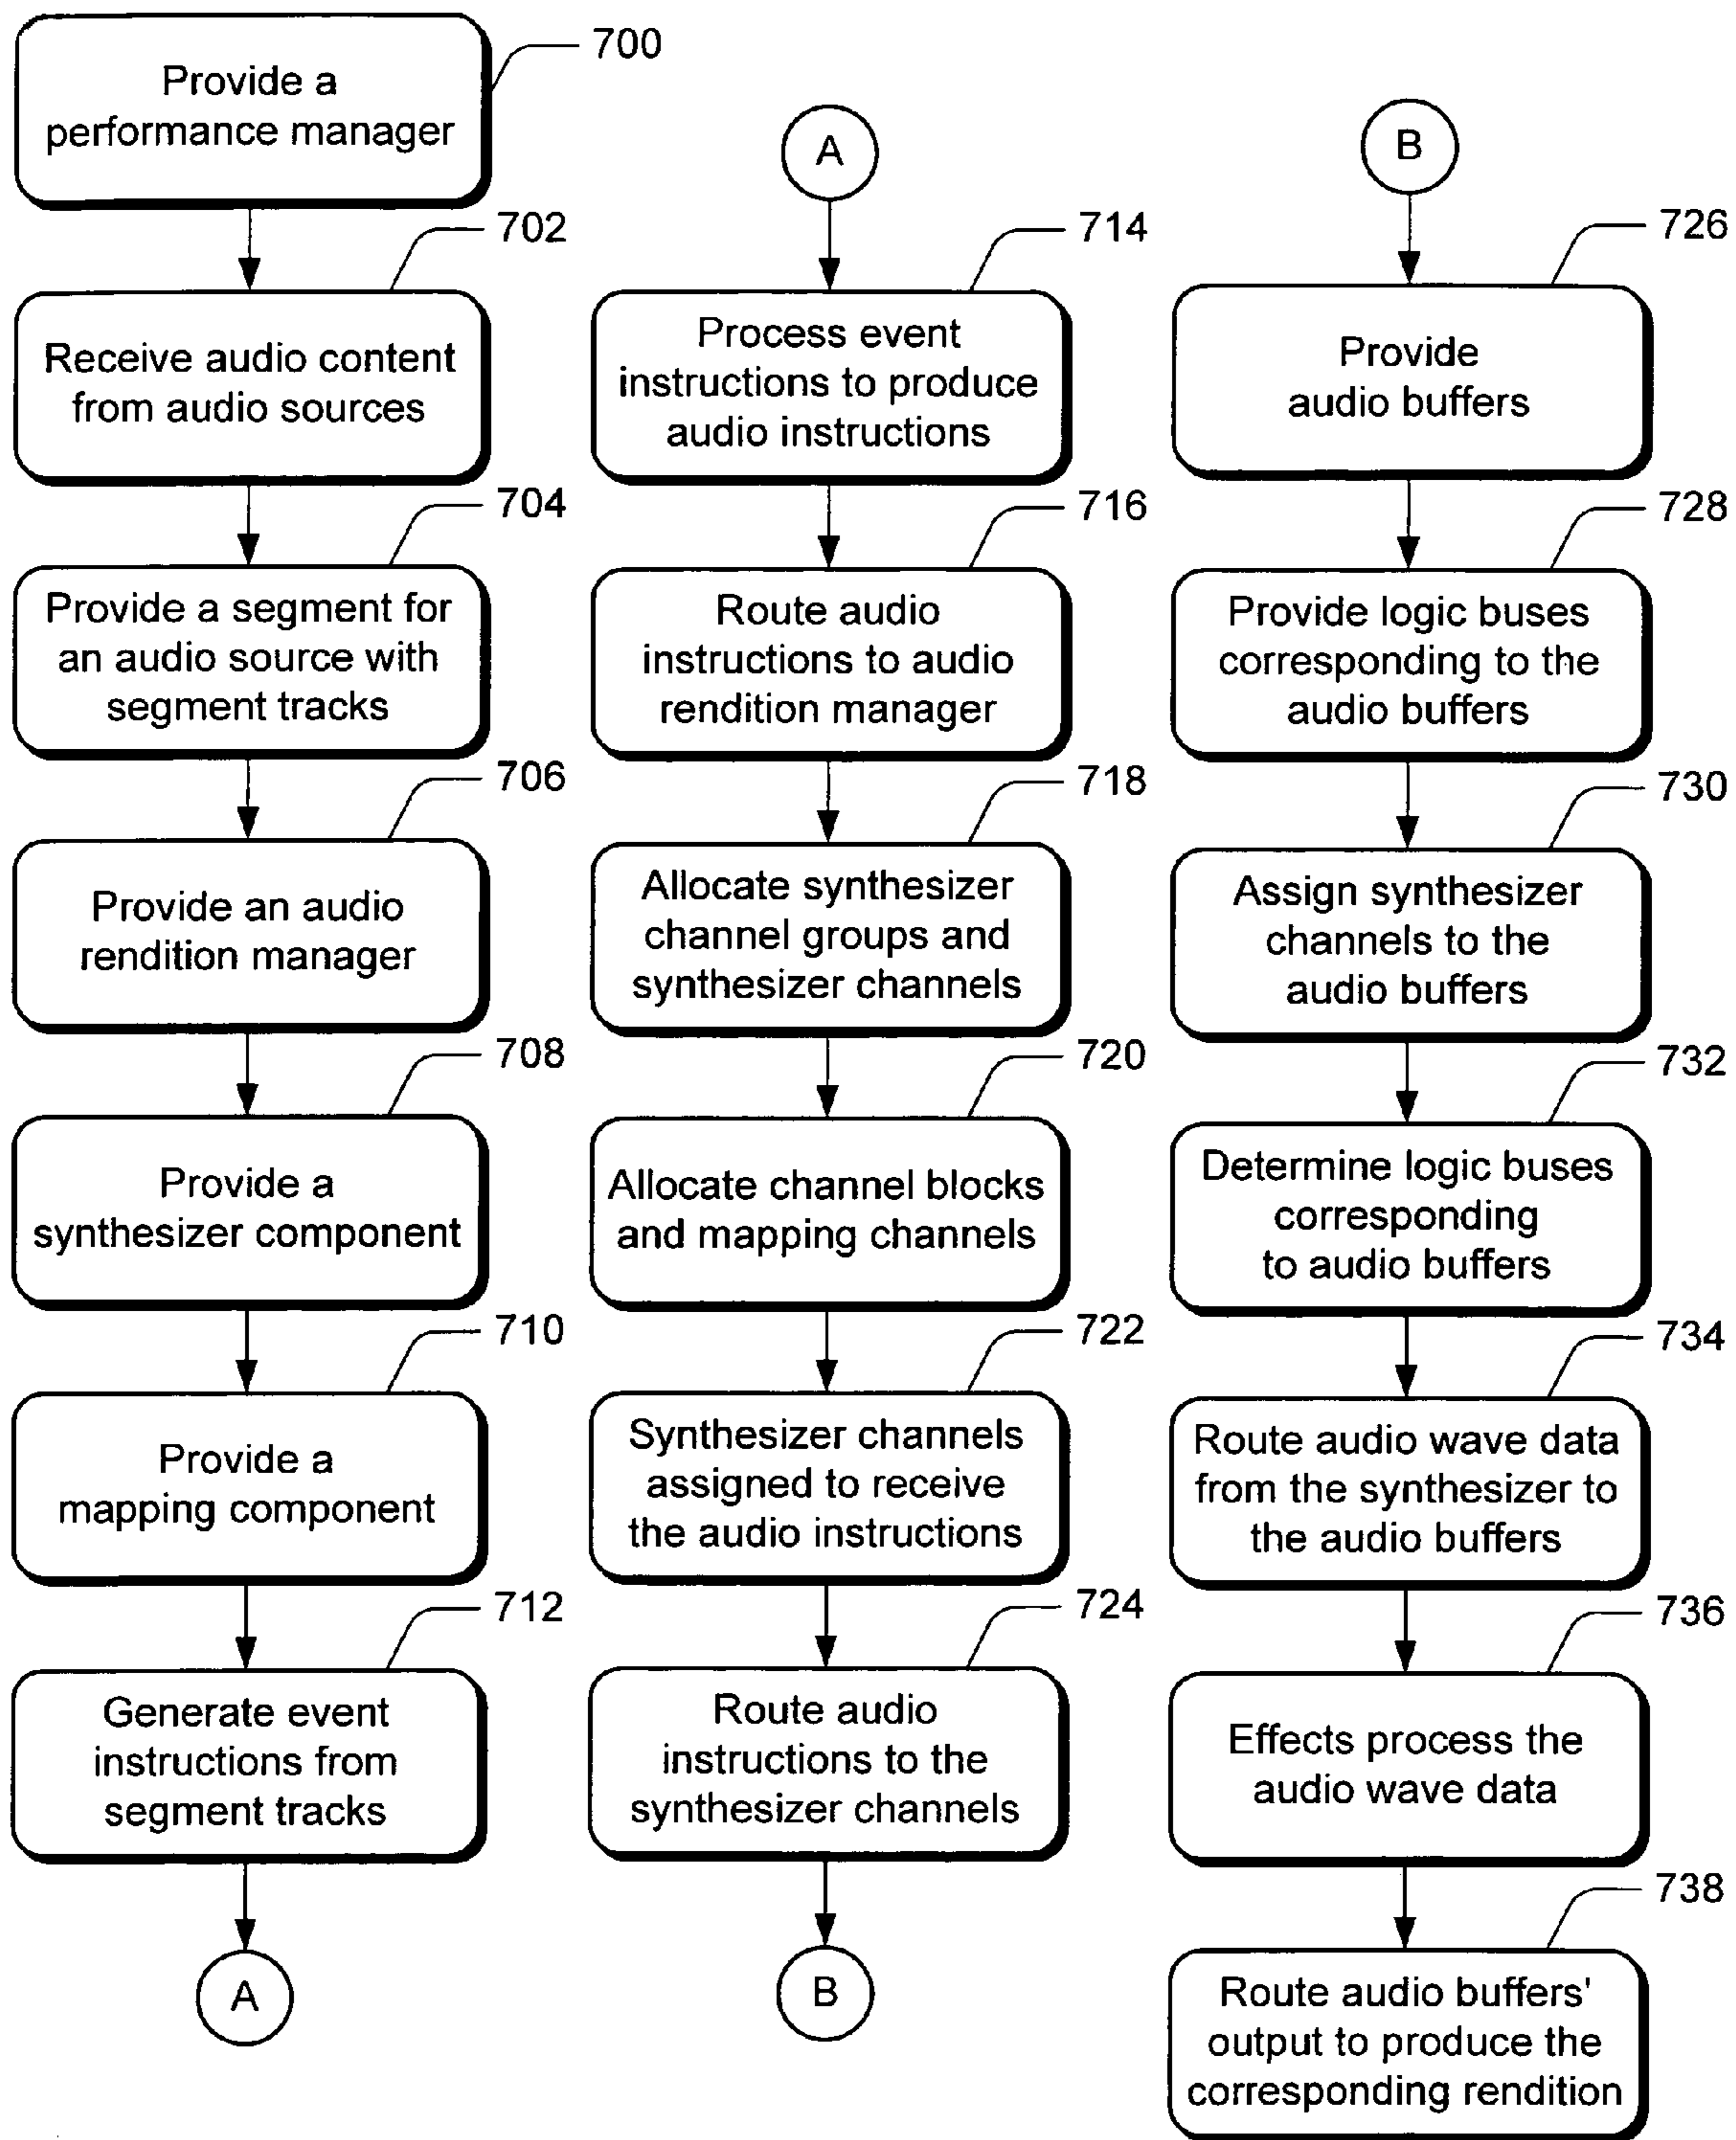 Provide a
performance manager
700
Receive audio content
from audio sources
702
Provide a segment for
an audio source with
segment tracks
704
Provide an audio
rendition manager
706
Provide a
synthesizer component
708
Provide a
mapping component
710
Generate event
instructions from
segment tracks
712
A
A
Process event
instructions to produce
audio instructions
714
Route audio
instructions to audio
rendition manager
716
Allocate synthesizer
channel groups and
synthesizer channels
718
Allocate channel blocks
and mapping channels
720
Synthesizer channels
assigned to receive
the audio instructions
722
Route audio
instructions to the
synthesizer channels
724
B
B
Provide
audio buffers
726
Provide logic buses
corresponding to the
audio buffers
728
Assign synthesizer
channels to the
audio buffers
730
Determine logic buses
corresponding
to audio buffers
732
Route audio wave data
from the synthesizer to
the audio buffers
734
Effects process the
audio wave data
736
Route audio buffers'
output to produce the
corresponding rendition
738